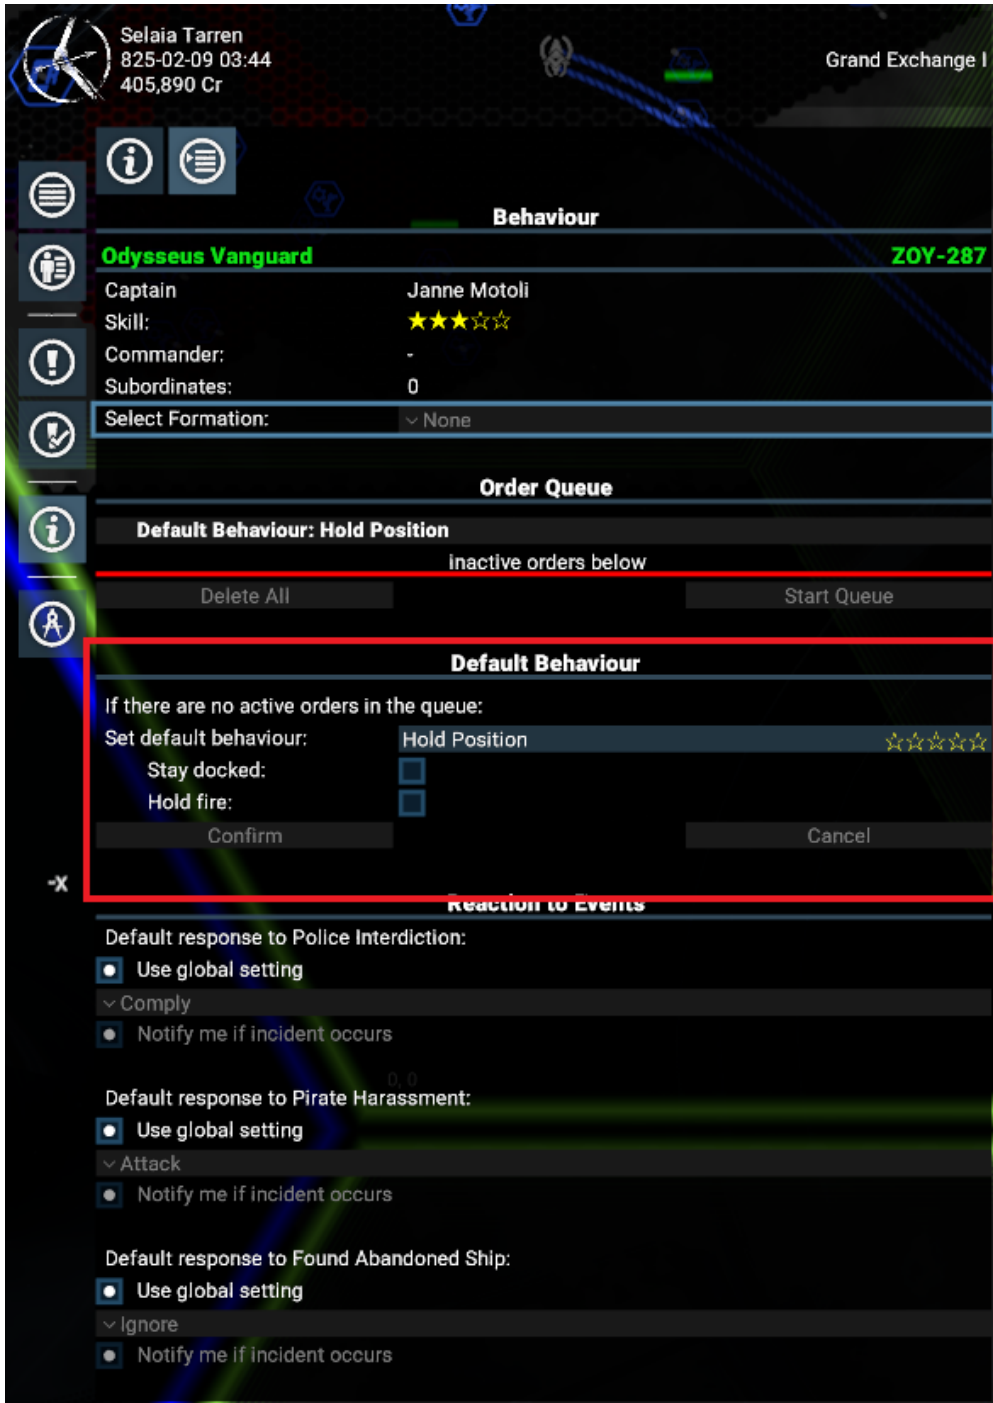 Selaia Tarren
825-02-09 03:44
405,890 Cr
Grand Exchange I
Behaviour
Odysseus Vanguard ZOY-287
Captain Janne Motoli
Skill: ★★★☆☆
Commander: -
Subordinates: 0
Select Formation: None
Order Queue
Default Behaviour: Hold Position
inactive orders below
Delete All Start Queue
Default Behaviour
If there are no active orders in the queue:
Set default behaviour: Hold Position ☆☆☆☆☆
Stay docked:
Hold fire:
Confirm Cancel
-X
Reaction to Events
Default response to Police Interdiction:
Use global setting
Comply
Notify me if incident occurs
0, 0
Default response to Pirate Harassment:
Use global setting
Attack
Notify me if incident occurs
Default response to Found Abandoned Ship:
Use global setting
Ignore
Notify me if incident occurs